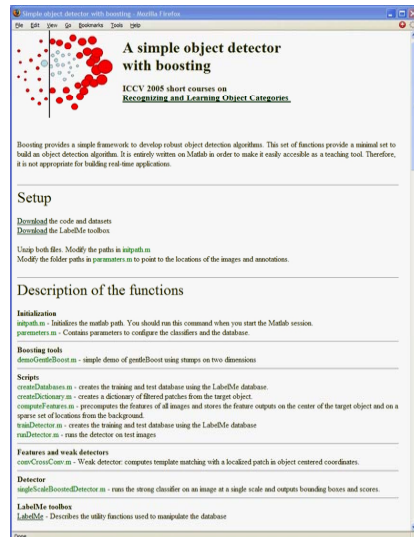 Simple object detector with boosting - Mozilla Firefox
File Edit View Go Bookmarks Tools Help
A simple object detector
with boosting
ICCV 2005 short courses on
Recognizing and Learning Object Categories
Boosting provides a simple framework to develop robust object detection algorithms. This set of functions provide a minimal set to
build an object detection algorithm. It is entirely written on Matlab in order to make it easily accesible as a teaching tool. Therefore,
it is not appropriate for building real-time applications.
Setup
Download the code and datasets
Download the LabelMe toolbox
Unzip both files. Modify the paths in initpath.m
Modify the folder paths in paramaters.m to point to the locations of the images and annotations.
Description of the functions
Initialization
initpath.m - Initializes the matlab path. You should run this command when you start the Matlab session.
paremeters.m - Contains parameters to configure the classifiers and the database.
Boosting tools
demoGentleBoost.m - simple demo of gentleBoost using stumps on two dimensions
Scripts
createDatabases.m - creates the training and test database using the LabelMe database.
createDictionary.m - creates a dictionary of filtered patches from the target object.
computeFeatures.m - precomputes the features of all images and stores the feature outputs on the center of the target object and on a
sparse set of locations from the background.
trainDetector.m - creates the training and test database using the LabelMe database
runDetector.m - runs the detector on test images
Features and weak detectors
convCrossConv.m - Weak detector: computes template matching with a localized patch in object centered coordinates.
Detector
singleScaleBoostedDetector.m - runs the strong classifier on an image at a single scale and outputs bounding boxes and scores.
LabelMe toolbox
LabelMe - Describes the utility functions used to manipulate the database
Done